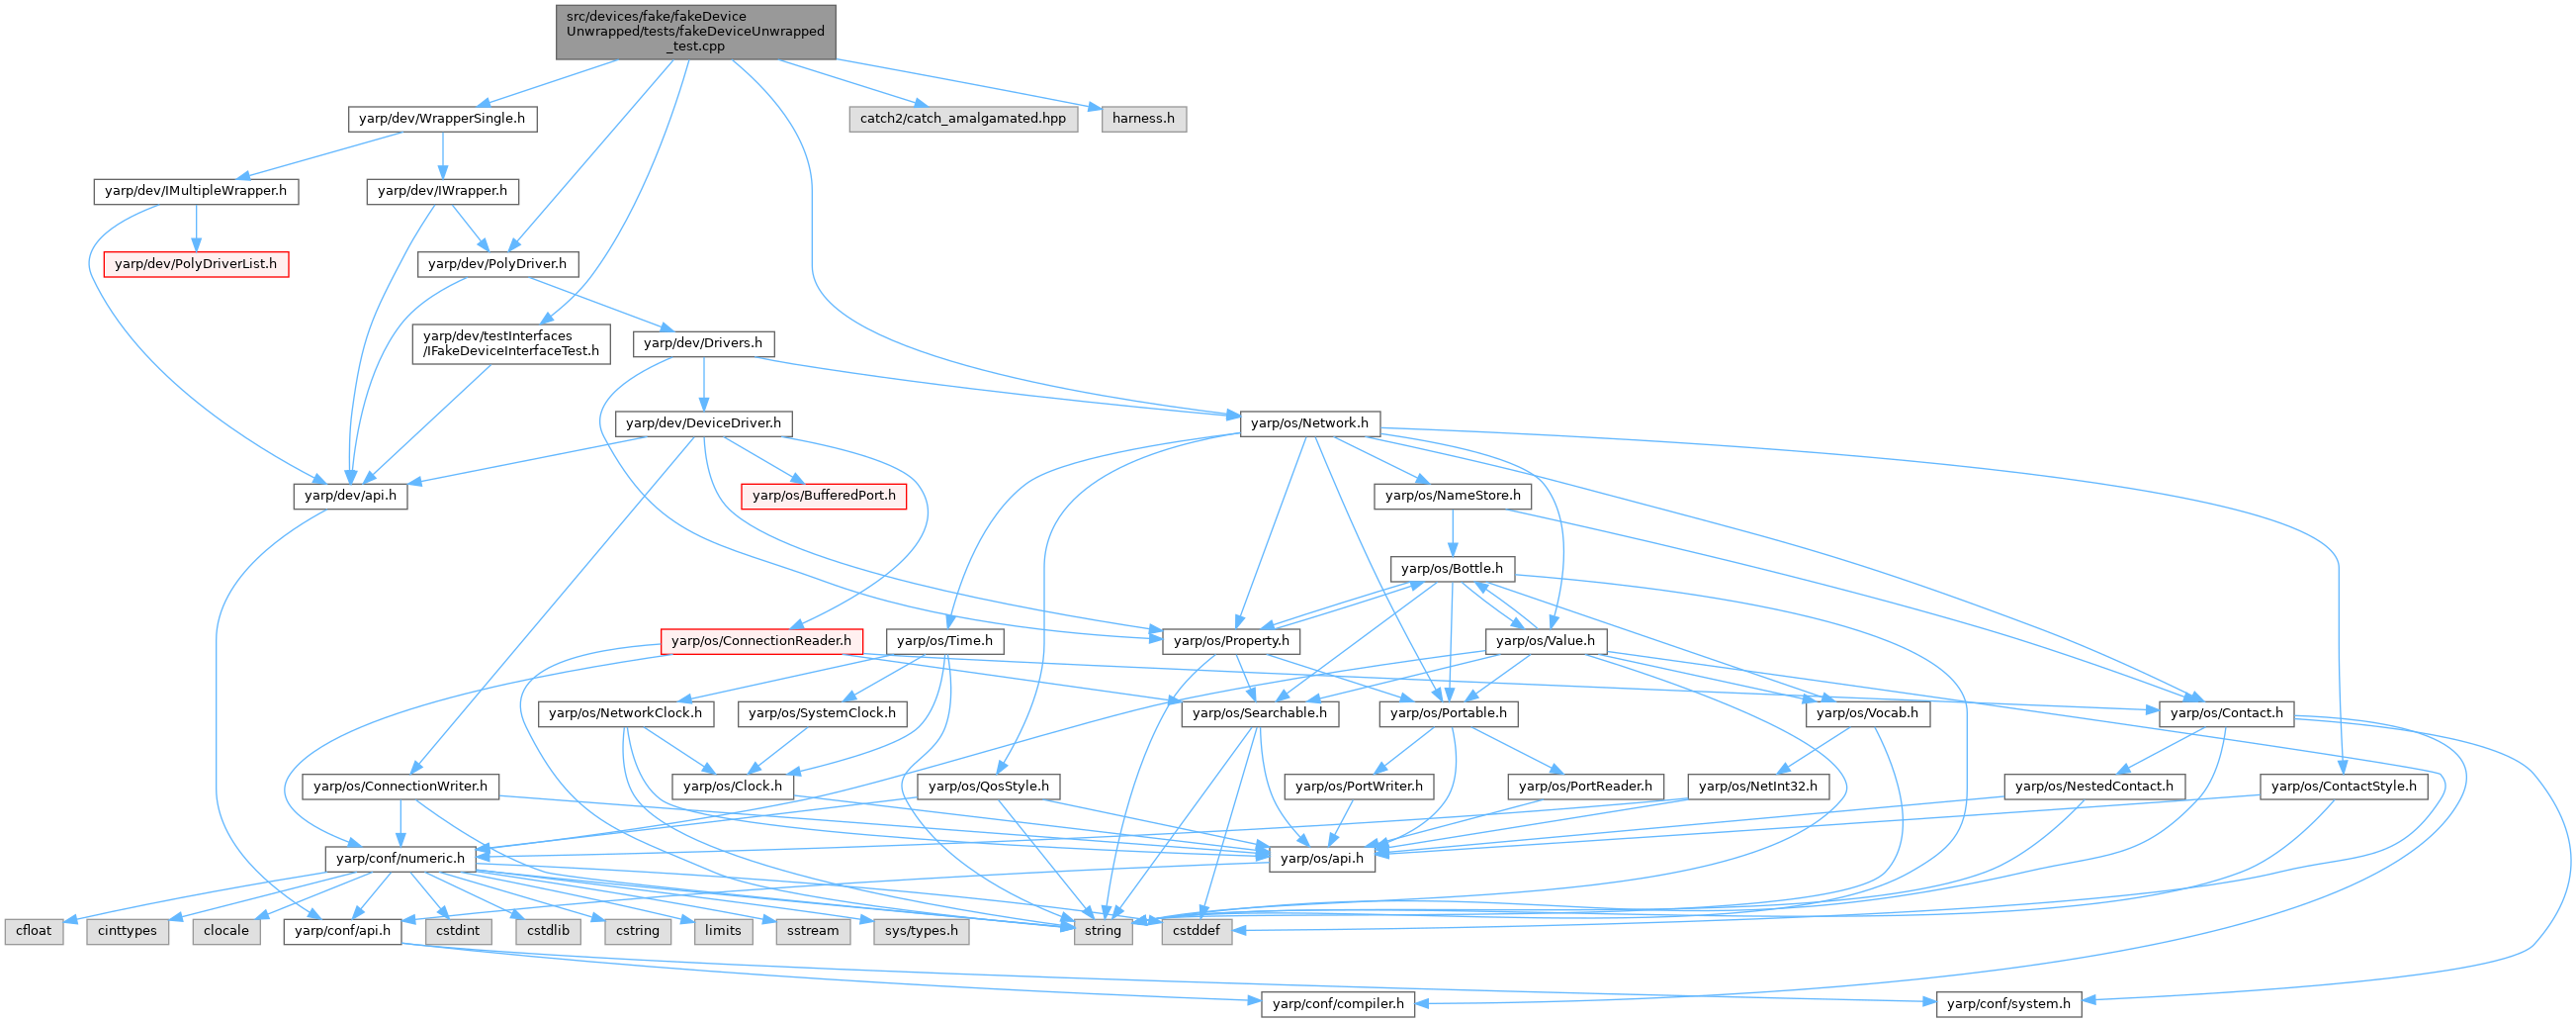 src/devices/fake/fakeDevice
Unwrapped/tests/fakeDeviceUnwrapped
_test.cpp
yarp/dev/WrapperSingle.h
catch2/catch_amalgamated.hpp
harness.h
yarp/dev/IMultipleWrapper.h
yarp/dev/IWrapper.h
yarp/dev/PolyDriverList.h
yarp/dev/PolyDriver.h
yarp/dev/testInterfaces
/IFakeDeviceInterfaceTest.h
yarp/dev/Drivers.h
yarp/dev/DeviceDriver.h
yarp/os/Network.h
yarp/dev/api.h
yarp/os/BufferedPort.h
yarp/os/NameStore.h
yarp/os/Bottle.h
yarp/os/ConnectionReader.h
yarp/os/Time.h
yarp/os/Property.h
yarp/os/Value.h
yarp/os/NetworkClock.h
yarp/os/SystemClock.h
yarp/os/Searchable.h
yarp/os/Portable.h
yarp/os/Vocab.h
yarp/os/Contact.h
yarp/os/ConnectionWriter.h
yarp/os/Clock.h
yarp/os/QosStyle.h
yarp/os/PortWriter.h
yarp/os/PortReader.h
yarp/os/NetInt32.h
yarp/os/NestedContact.h
yarp/os/ContactStyle.h
yarp/conf/numeric.h
yarp/os/api.h
cfloat
cinttypes
clocale
yarp/conf/api.h
cstdint
cstdlib
cstring
limits
sstream
sys/types.h
string
cstddef
yarp/conf/compiler.h
yarp/conf/system.h